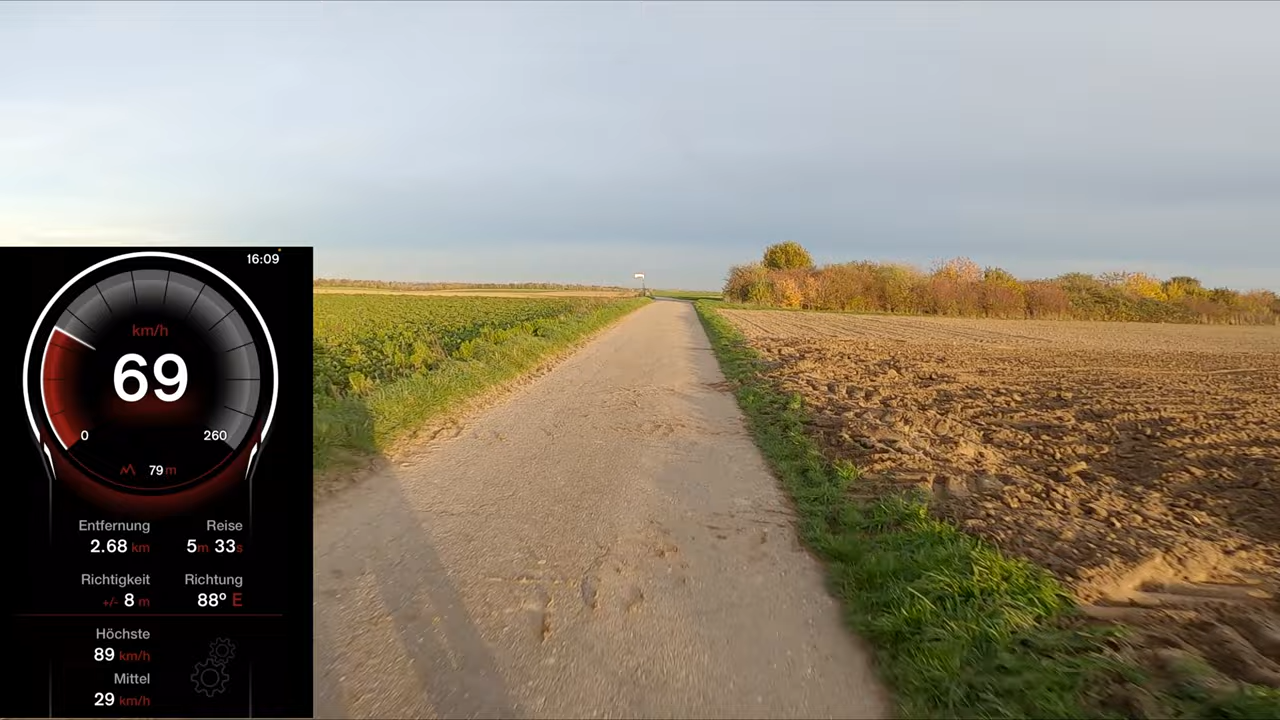 16:09
km/h
69
0 260
79 m
Entfernung Reise
2.68 km 5m 33s
Richtigkeit Richtung
+/- 8 m 88° E
Höchste
89 km/h
Mittel
29 km/h